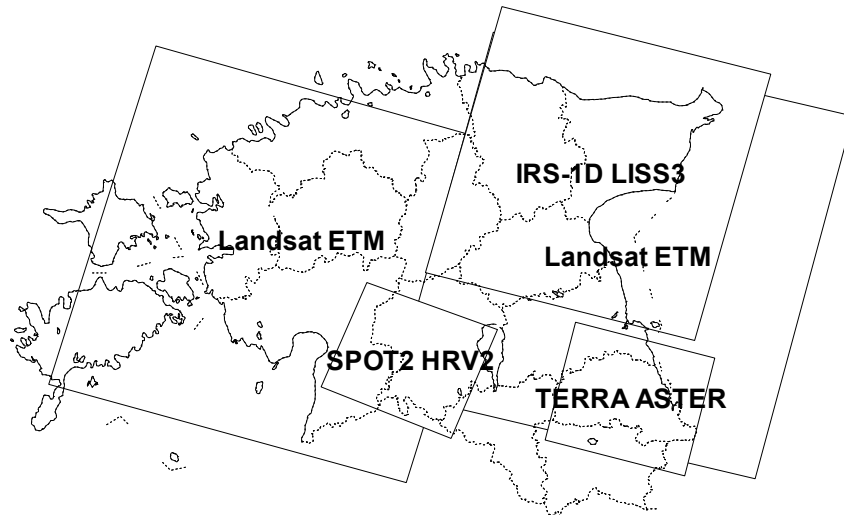 IRS-1D LISS3
Landsat ETM
Landsat ETM
SPOT2 HRV2
TERRA ASTER